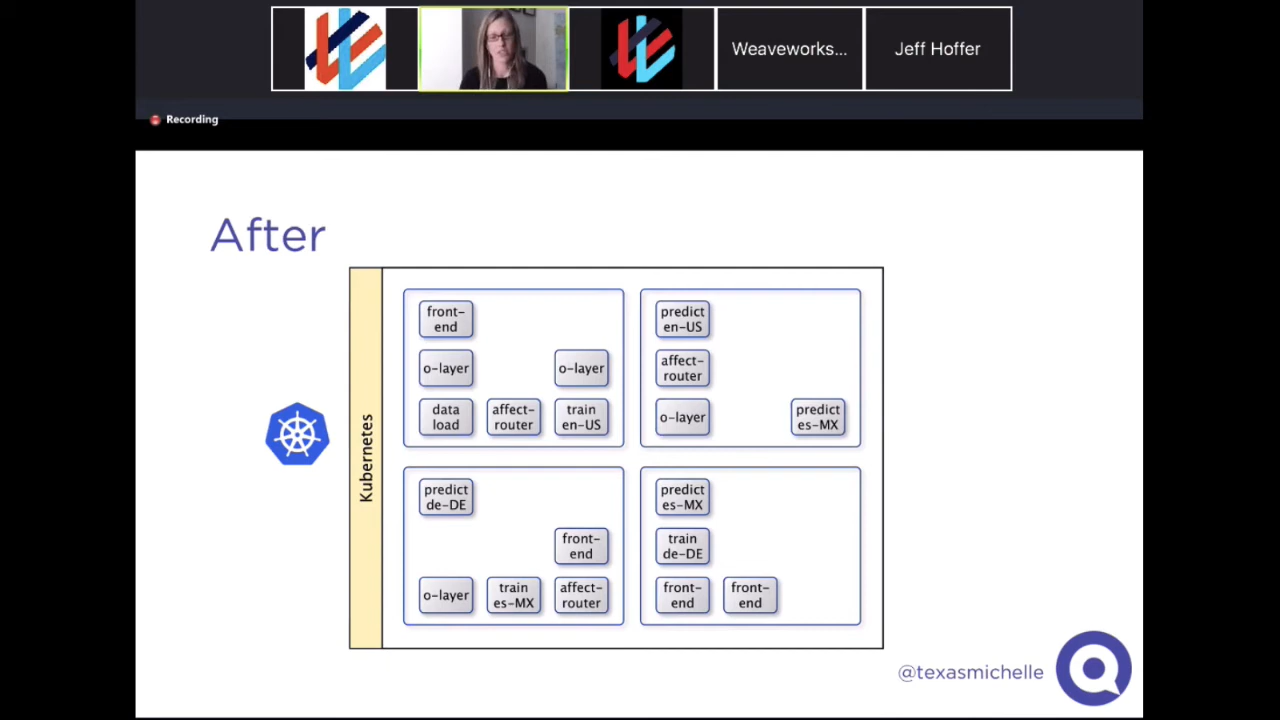 Weaveworks...
Jeff Hoffer
Recording
After
Kubernetes
front-
end
o-layer
o-layer
data
load
affect-
router
train
en-US
predict
en-US
affect-
router
o-layer
predict
es-MX
predict
de-DE
front-
end
o-layer
train
es-MX
affect-
router
predict
es-MX
train
de-DE
front-
end
front-
end
@texasmichelle